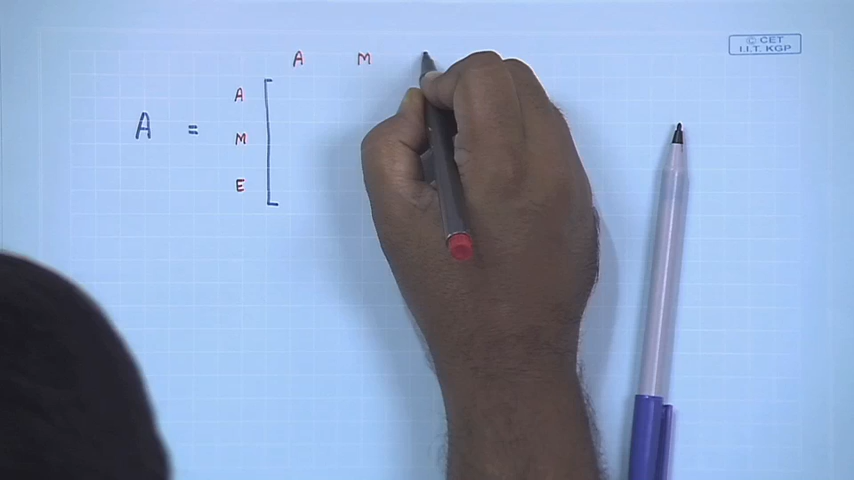 © CET
I.I.T. KGP
A M
A
A = [
M
E